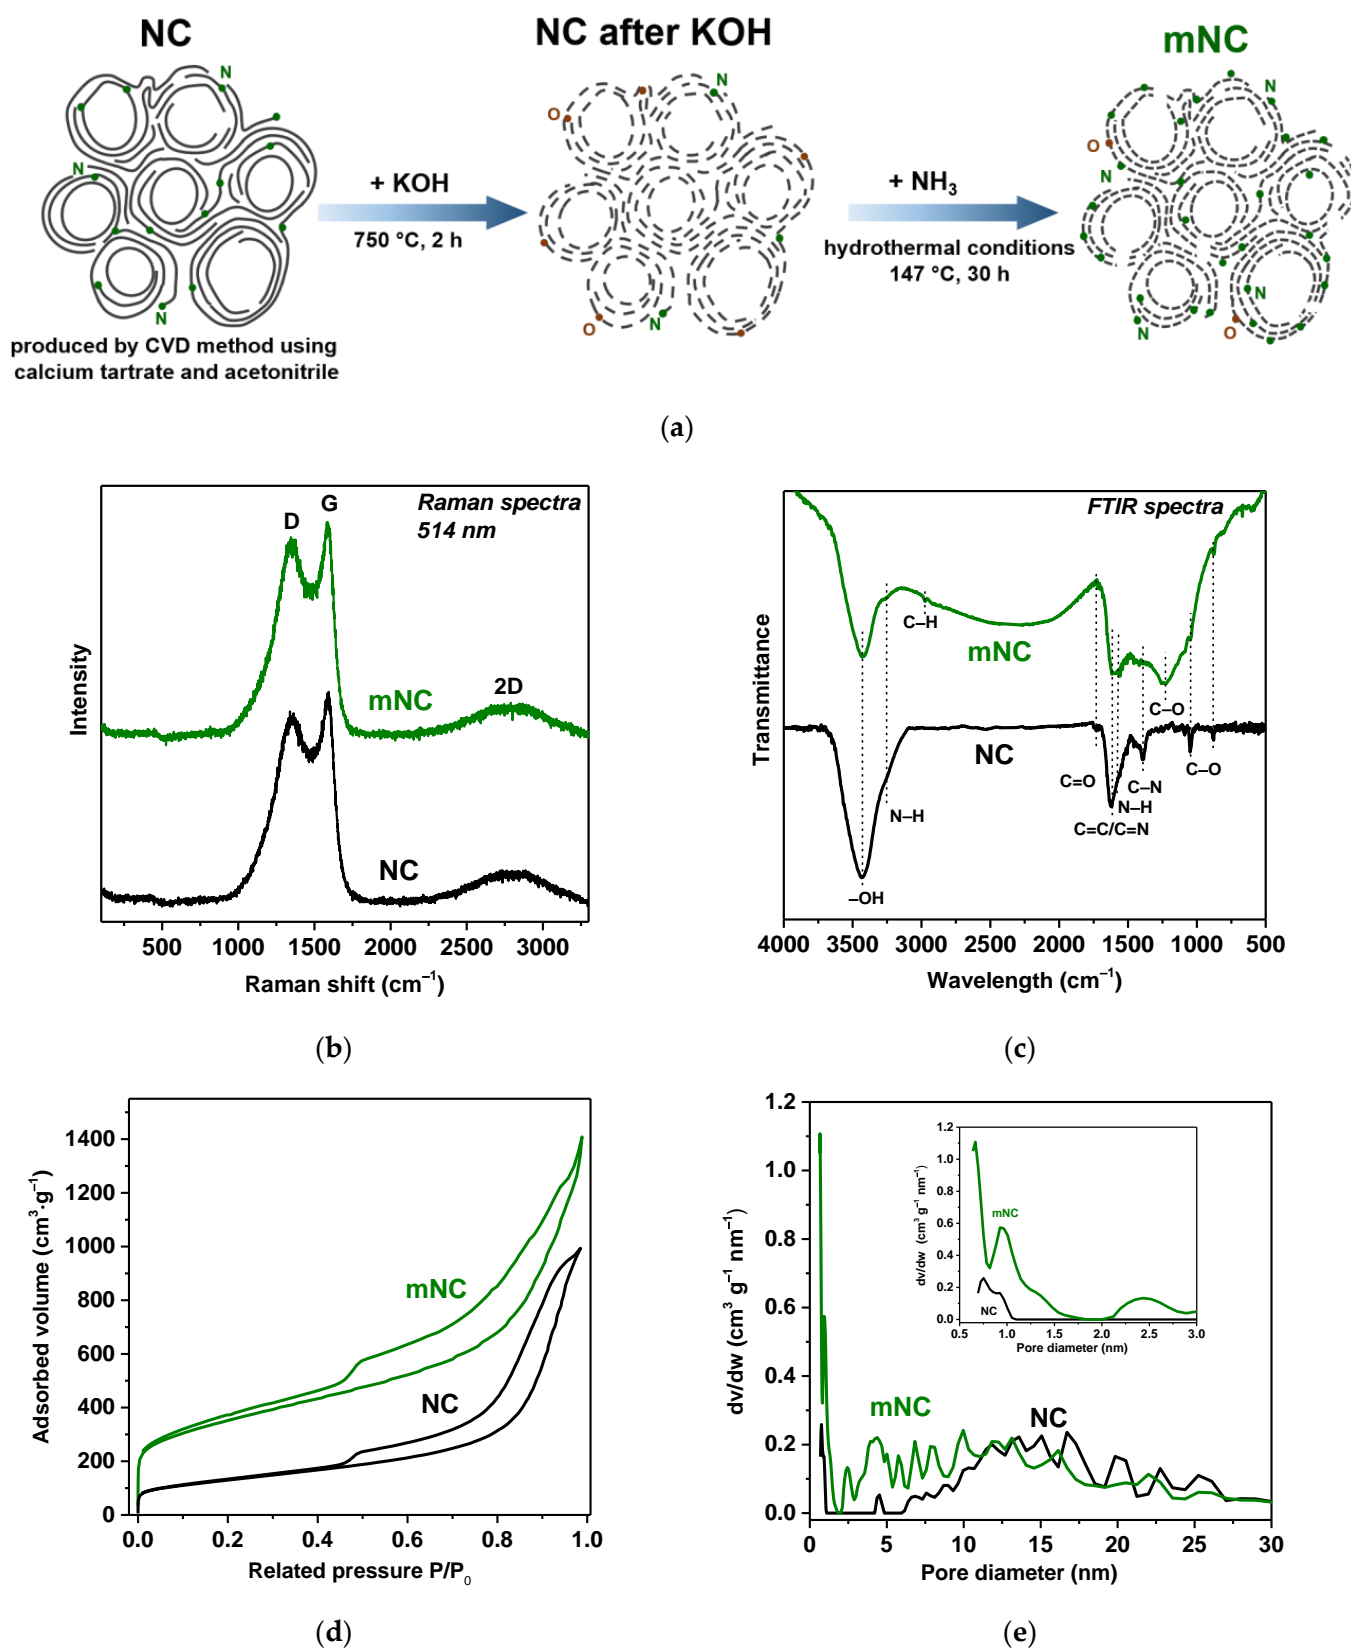 NC
NC after KOH
mNC
N
N
N
+ KOH
750 °C, 2 h
O
N
O
N
+ NH3
hydrothermal conditions
147 °C, 30 h
N
O
N
N
N
O
produced by CVD method using
calcium tartrate and acetonitrile
(a)
Raman spectra
514 nm
D
G
mNC
2D
NC
Intensity
500 1000 1500 2000 2500 3000
Raman shift (cm−1)
(b)
FTIR spectra
C–H
mNC
C–O
NC
C=O
C–N
C–O
N–H
N–H
C=C/C=N
–OH
Transmittance
4000 3500 3000 2500 2000 1500 1000 500
Wavelength (cm−1)
(c)
1400
1200
1000
800
600
400
200
0
mNC
NC
Adsorbed volume (cm3·g−1)
0.0 0.2 0.4 0.6 0.8 1.0
Related pressure P/P0
(d)
1.2
1.0
0.8
0.6
0.4
0.2
0.0
dv/dw (cm3 g−1 nm−1)
1.2
1.0
0.8
0.6
0.4
0.2
0.0
dv/dw (cm3 g−1 nm−1)
mNC
NC
0.5 1.0 1.5 2.0 2.5 3.0
Pore diameter (nm)
mNC
NC
0 5 10 15 20 25 30
Pore diameter (nm)
(e)